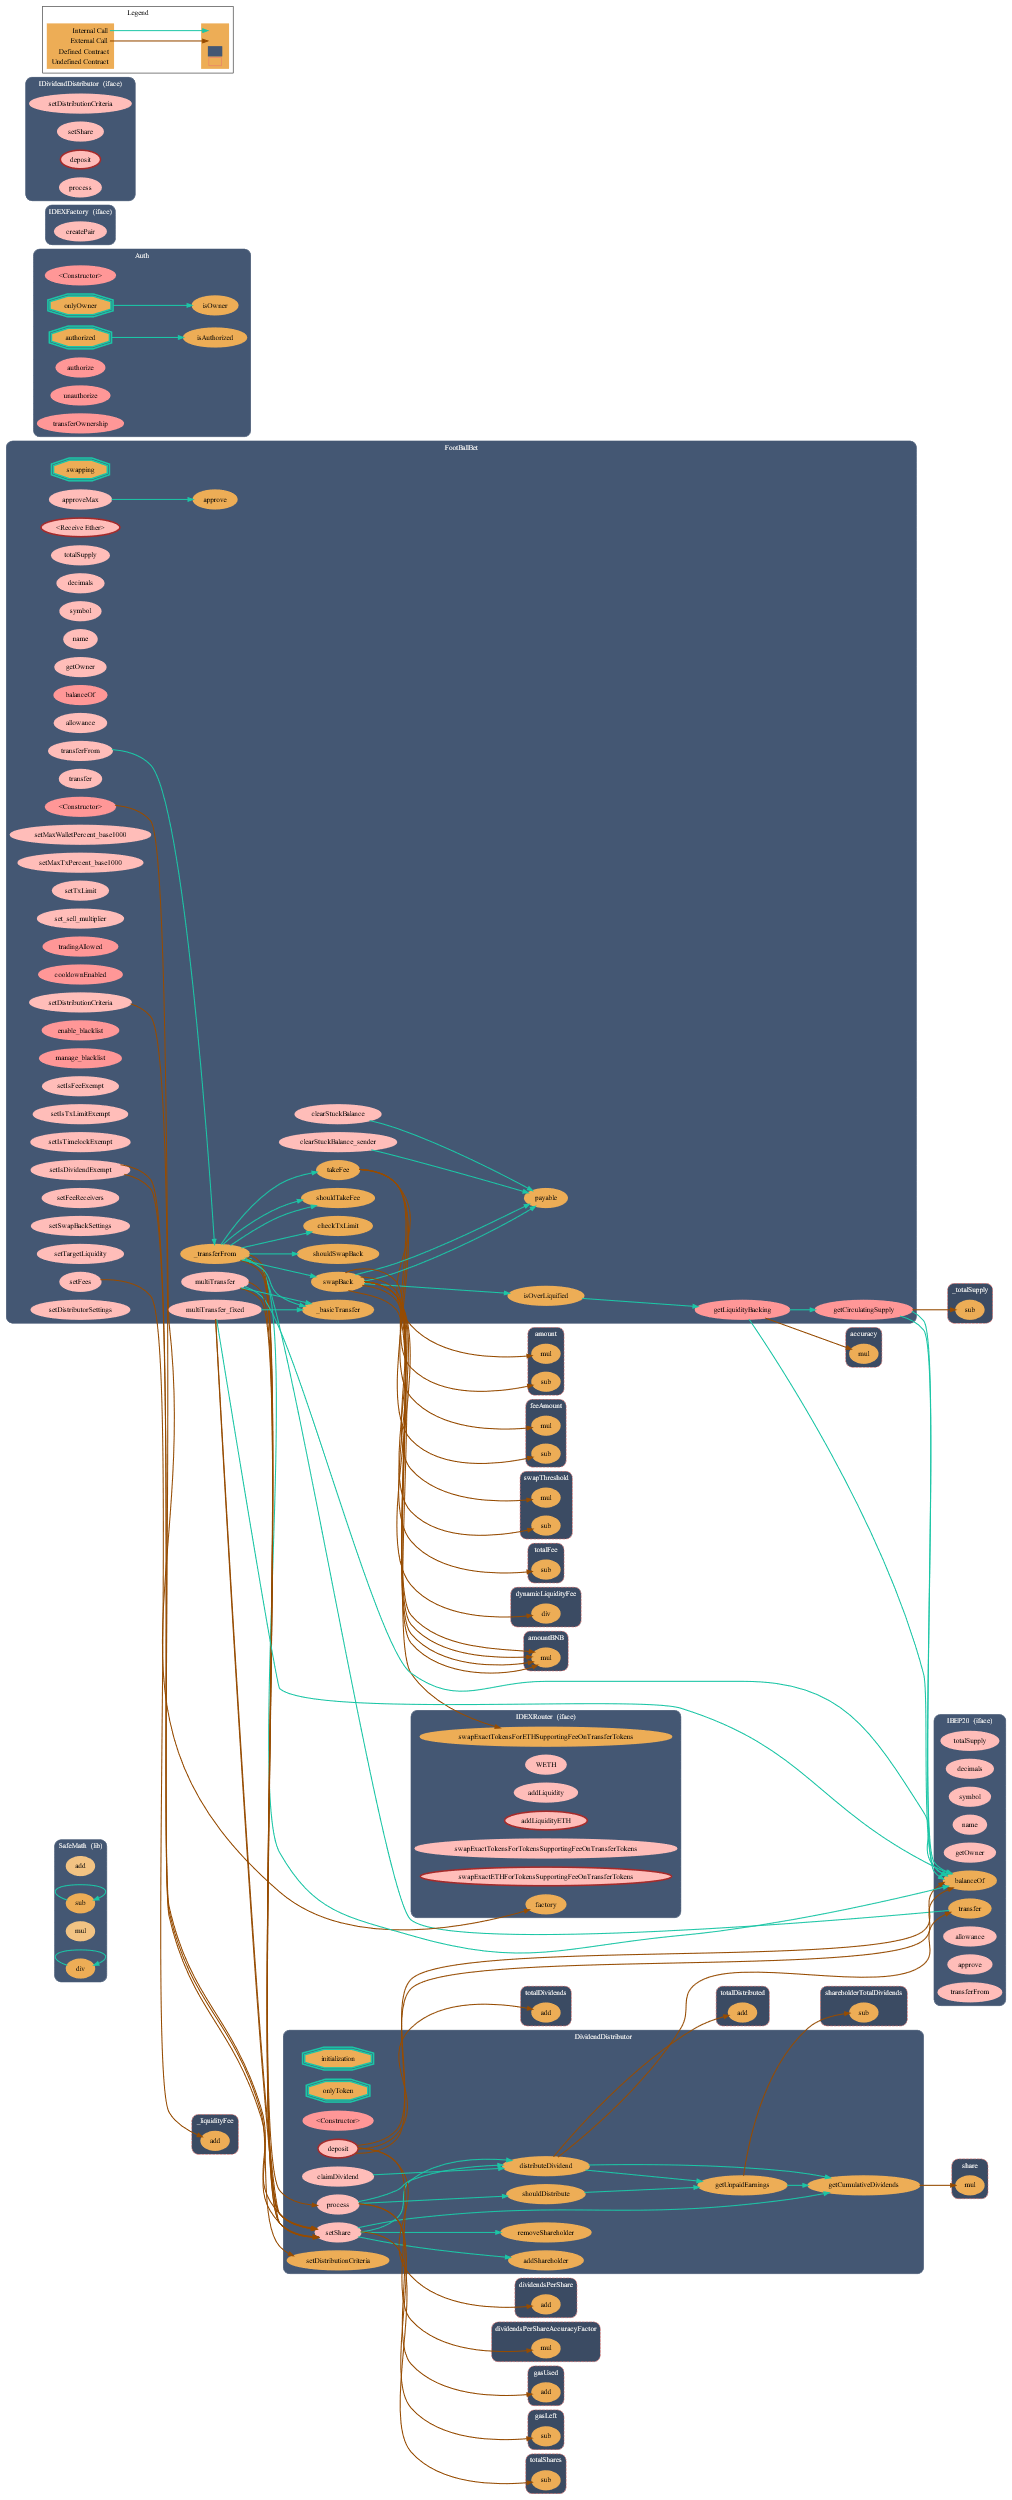 Legend
Internal Call
External Call
Defined Contract
Undefined Contract
IDividendDistributor (iface)
setDistributionCriteria
setShare
deposit
process
IDEXFactory (iface)
createPair
Auth
<Constructor>
onlyOwner
isOwner
authorized
isAuthorized
authorize
unauthorize
transferOwnership
FootBallBet
swapping
approveMax
approve
<Receive Ether>
totalSupply
decimals
symbol
name
getOwner
balanceOf
allowance
transferFrom
transfer
<Constructor>
setMaxWalletPercent_base1000
setMaxTxPercent_base1000
setTxLimit
set_sell_multiplier
tradingAllowed
cooldownEnabled
setDistributionCriteria
enable_blacklist
manage_blacklist
setIsFeeExempt
setIsTxLimitExempt
clearStuckBalance
setIsTimelockExempt
clearStuckBalance_sender
setIsDividendExempt
takeFee
setFeeReceivers
shouldTakeFee
payable
setSwapBackSettings
checkTxLimit
setTargetLiquidity
_transferFrom
shouldSwapBack
setFees
multiTransfer
swapBack
isOverLiquified
setDistributorSettings
multiTransfer_fixed
_basicTransfer
getLiquidityBacking
getCirculatingSupply
_totalSupply
sub
accuracy
mul
amount
mul
sub
feeAmount
mul
sub
swapThreshold
mul
sub
totalFee
sub
dynamicLiquidityFee
div
amountBNB
mul
IDEXRouter (iface)
swapExactTokensForETHSupportingFeeOnTransferTokens
WETH
addLiquidity
addLiquidityETH
swapExactTokensForTokensSupportingFeeOnTransferTokens
swapExactETHForTokensSupportingFeeOnTransferTokens
factory
IBEP20 (iface)
totalSupply
decimals
symbol
name
getOwner
balanceOf
transfer
allowance
approve
transferFrom
SafeMath (lib)
add
sub
mul
div
totalDividends
add
totalDistributed
add
shareholderTotalDividends
sub
DividendDistributor
initialization
onlyToken
<Constructor>
deposit
claimDividend
process
setShare
setDistributionCriteria
distributeDividend
shouldDistribute
removeShareholder
addShareholder
getUnpaidEarnings
getCumulativeDividends
_liquidityFee
add
share
mul
dividendsPerShare
add
dividendsPerShareAccuracyFactor
mul
gasUsed
add
gasLeft
sub
totalShares
sub